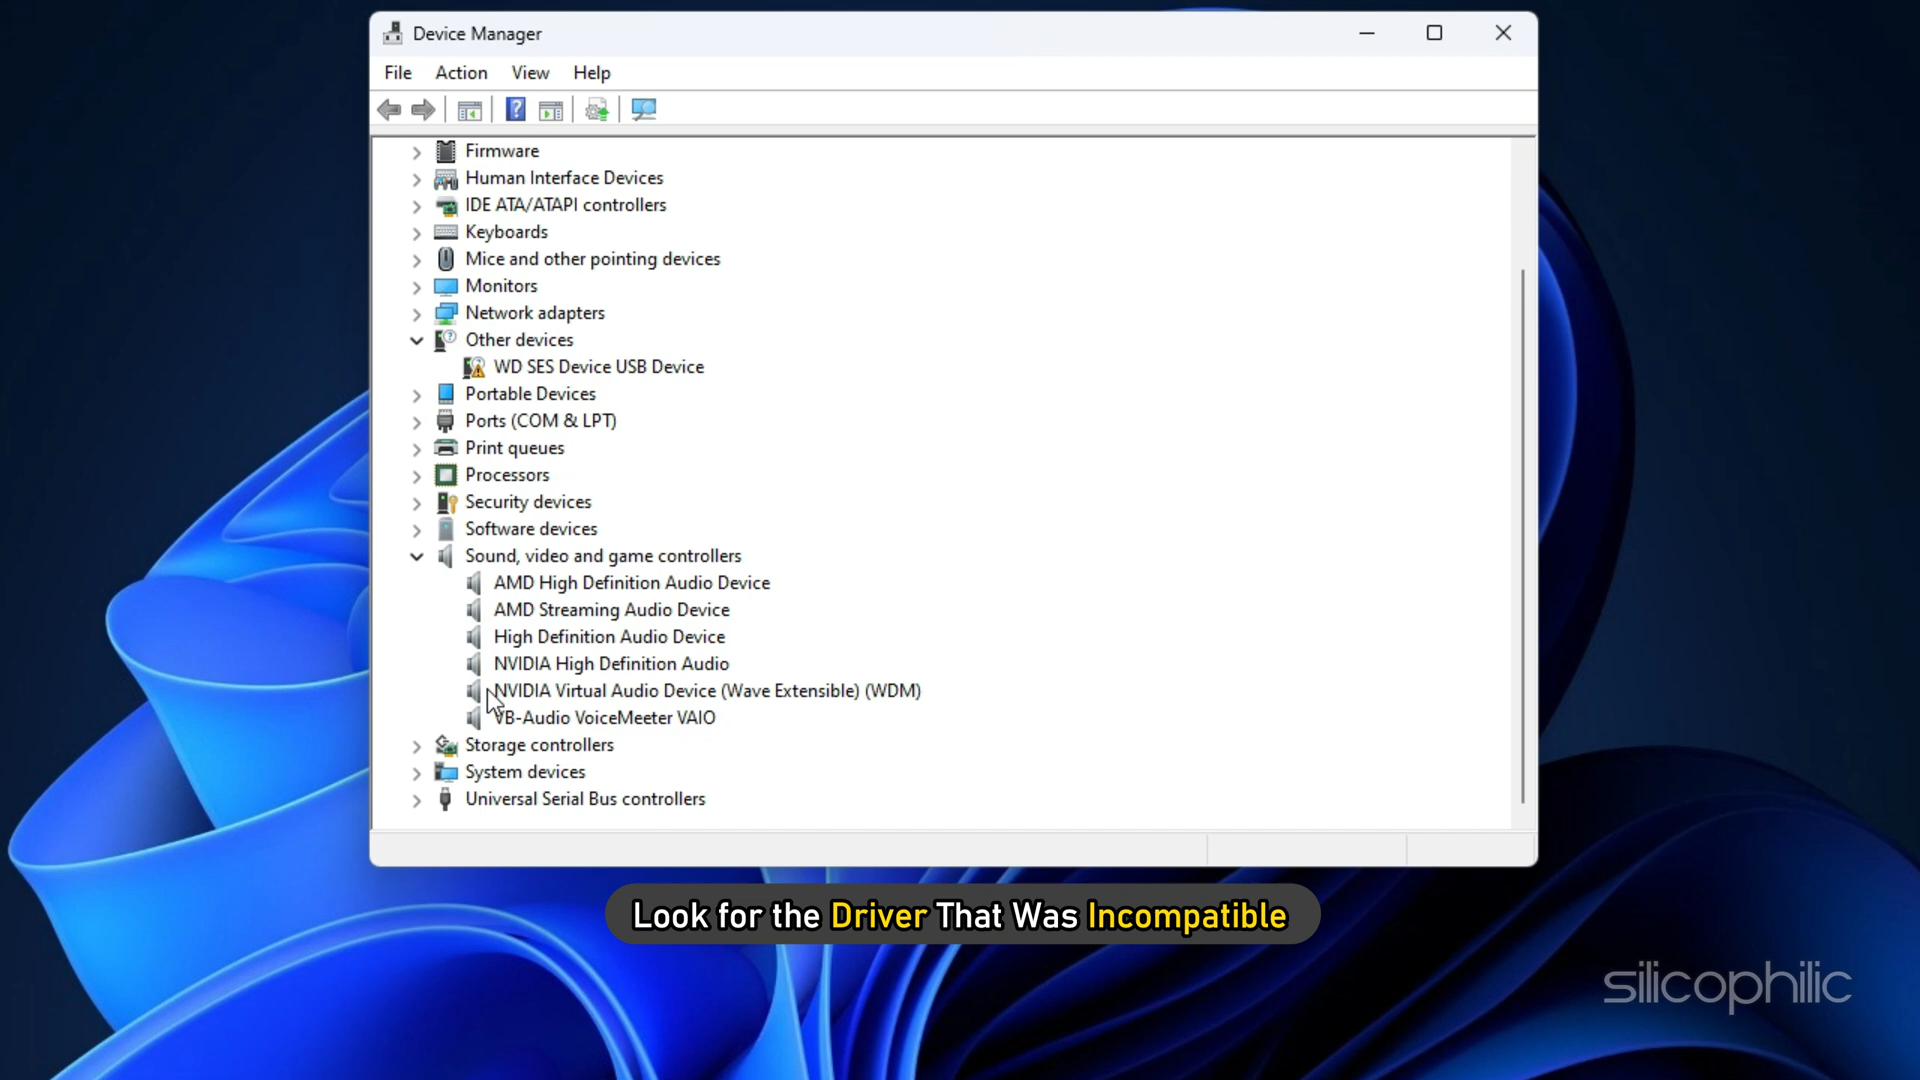 Device Manager
File Action View Help
Firmware
Human Interface Devices
IDE ATA/ATAPI controllers
Keyboards
Mice and other pointing devices
Monitors
Network adapters
Other devices
WD SES Device USB Device
Portable Devices
Ports (COM & LPT)
Print queues
Processors
Security devices
Software devices
Sound, video and game controllers
AMD High Definition Audio Device
AMD Streaming Audio Device
High Definition Audio Device
NVIDIA High Definition Audio
NVIDIA Virtual Audio Device (Wave Extensible) (WDM)
VB-Audio VoiceMeeter VAIO
Storage controllers
System devices
Universal Serial Bus controllers
Look for the Driver That Was Incompatible
silicophilic